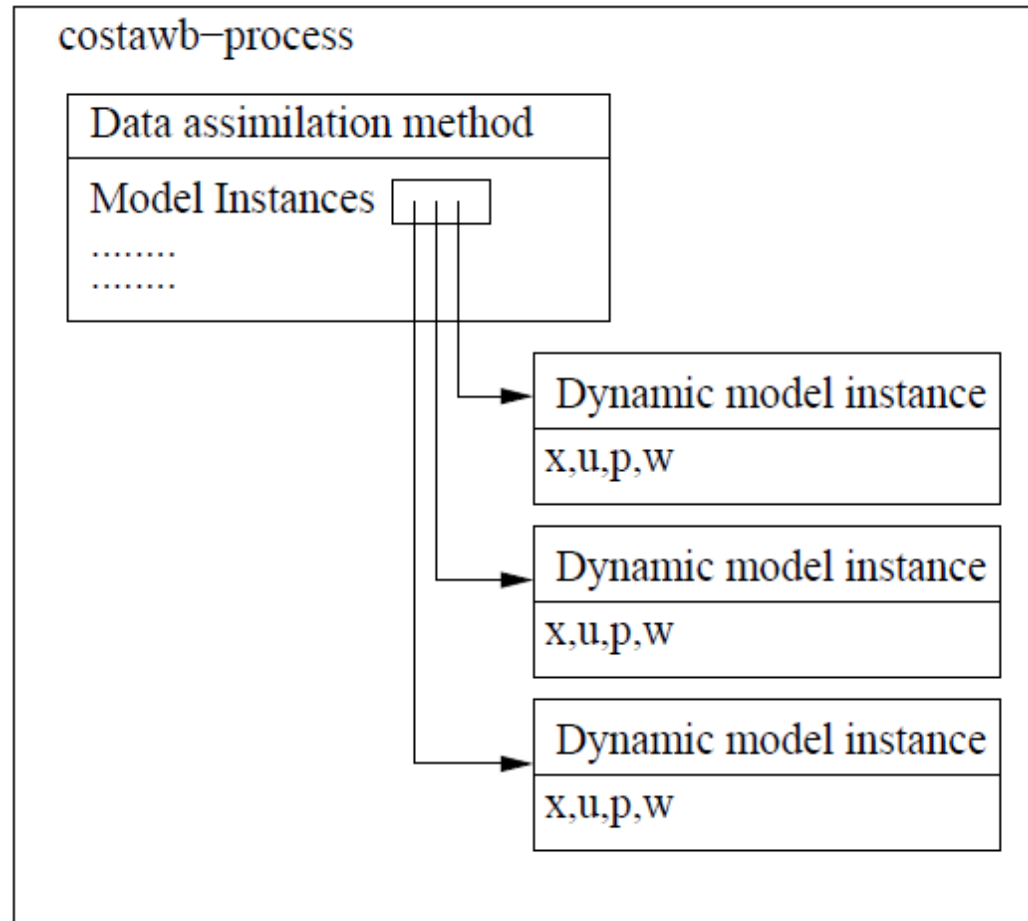 costawb−process
Data assimilation method
Model Instances
........
........
Dynamic model instance
x,u,p,w
Dynamic model instance
x,u,p,w
Dynamic model instance
x,u,p,w